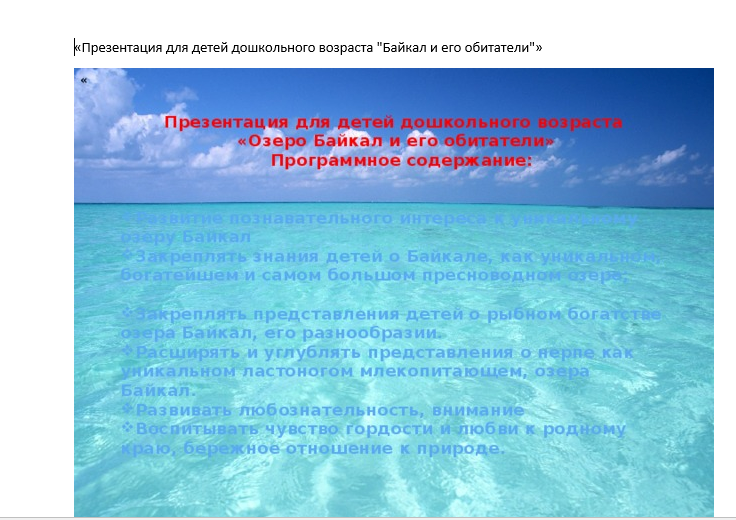 «Презентация для детей дошкольного возраста "Байкал и его обитатели"»
«
Презентация для детей дошкольного возраста
«Озеро Байкал и его обитатели»
Программное содержание:
❖Развитие познавательного интереса к уникальному
озеру Байкал
❖Закреплять знания детей о Байкале, как уникальном,
богатейшем и самом большом пресноводном озере;
❖Закреплять представления детей о рыбном богатстве
озера Байкал, его разнообразии.
❖Расширять и углублять представления о нерпе как
уникальном ластоногом млекопитающем, озера
Байкал.
❖Развивать любознательность, внимание
❖Воспитывать чувство гордости и любви к родному
краю, бережное отношение к природе.